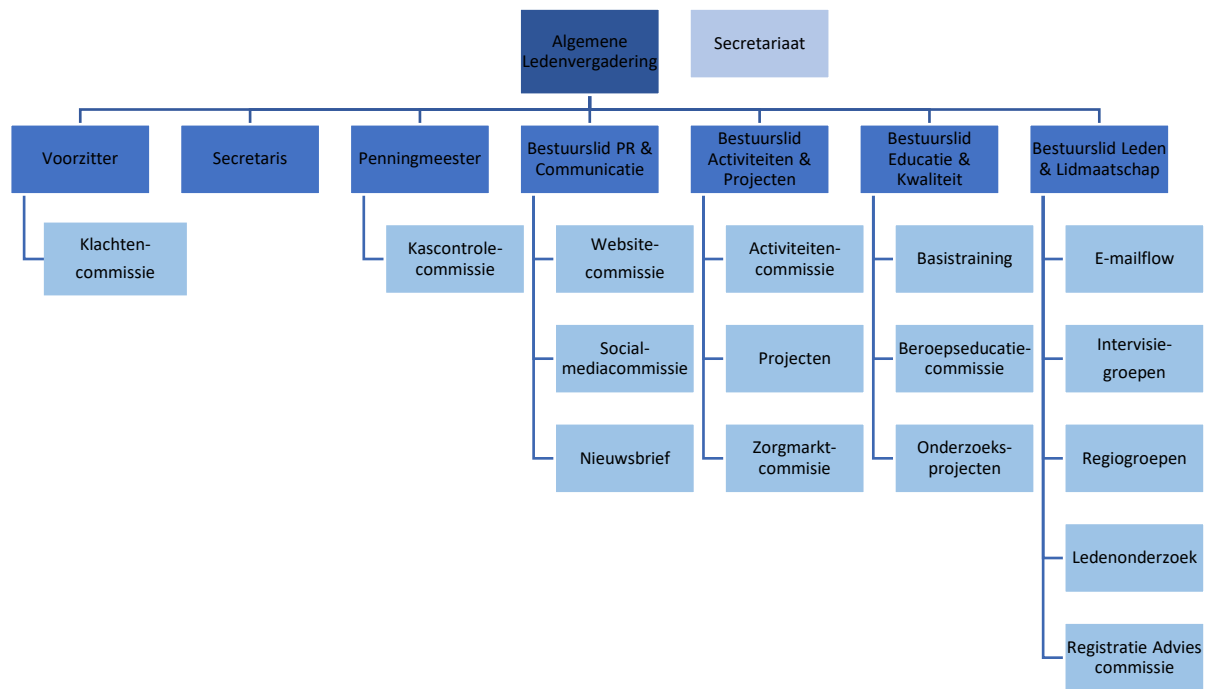 Algemene
Ledenvergadering
Secretariaat
Voorzitter
Secretaris
Penningmeester
Bestuurslid PR &
Communicatie
Bestuurslid
Activiteiten &
Projecten
Bestuurslid
Educatie &
Kwaliteit
Bestuurslid Leden
& Lidmaatschap
Klachten-
commissie
Kascontrole-
commissie
Website-
commissie
Activiteiten-
commissie
Basistraining
E-mailflow
Social-
mediacommissie
Projecten
Beroepseducatie-
commissie
Intervisie-
groepen
Nieuwsbrief
Zorgmarkt-
commisie
Onderzoeks-
projecten
Regiogroepen
Ledenonderzoek
Registratie Advies
commissie